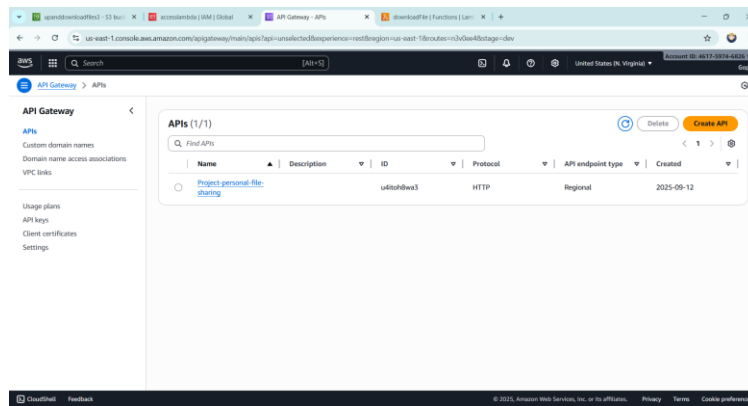 upanddownloadfiles3 - S3 buc
accesslambda | IAM | Global
API Gateway - APIs
downloadFile | Functions | Lam
us-east-1.console.aws.amazon.com/apigateway/main/apis?api=unselected&experience=rest&region=us-east-1&routes=n3v0ee4&stage=dev
aws Search [Alt+S] United States (N. Virginia)
API Gateway > APIs
API Gateway
APIs
Custom domain names
Domain name access associations
VPC links
Usage plans
API keys
Client certificates
Settings
APIs (1/1)
Delete
Create API
Find APIs
1
Name Description ID Protocol API endpoint type Created
Project-personal-file-
sharing
u4itoh8wa3 HTTP Regional 2025-09-12
CloudShell Feedback © 2025, Amazon Web Services, Inc. or its affiliates. Privacy Terms Cookie preference